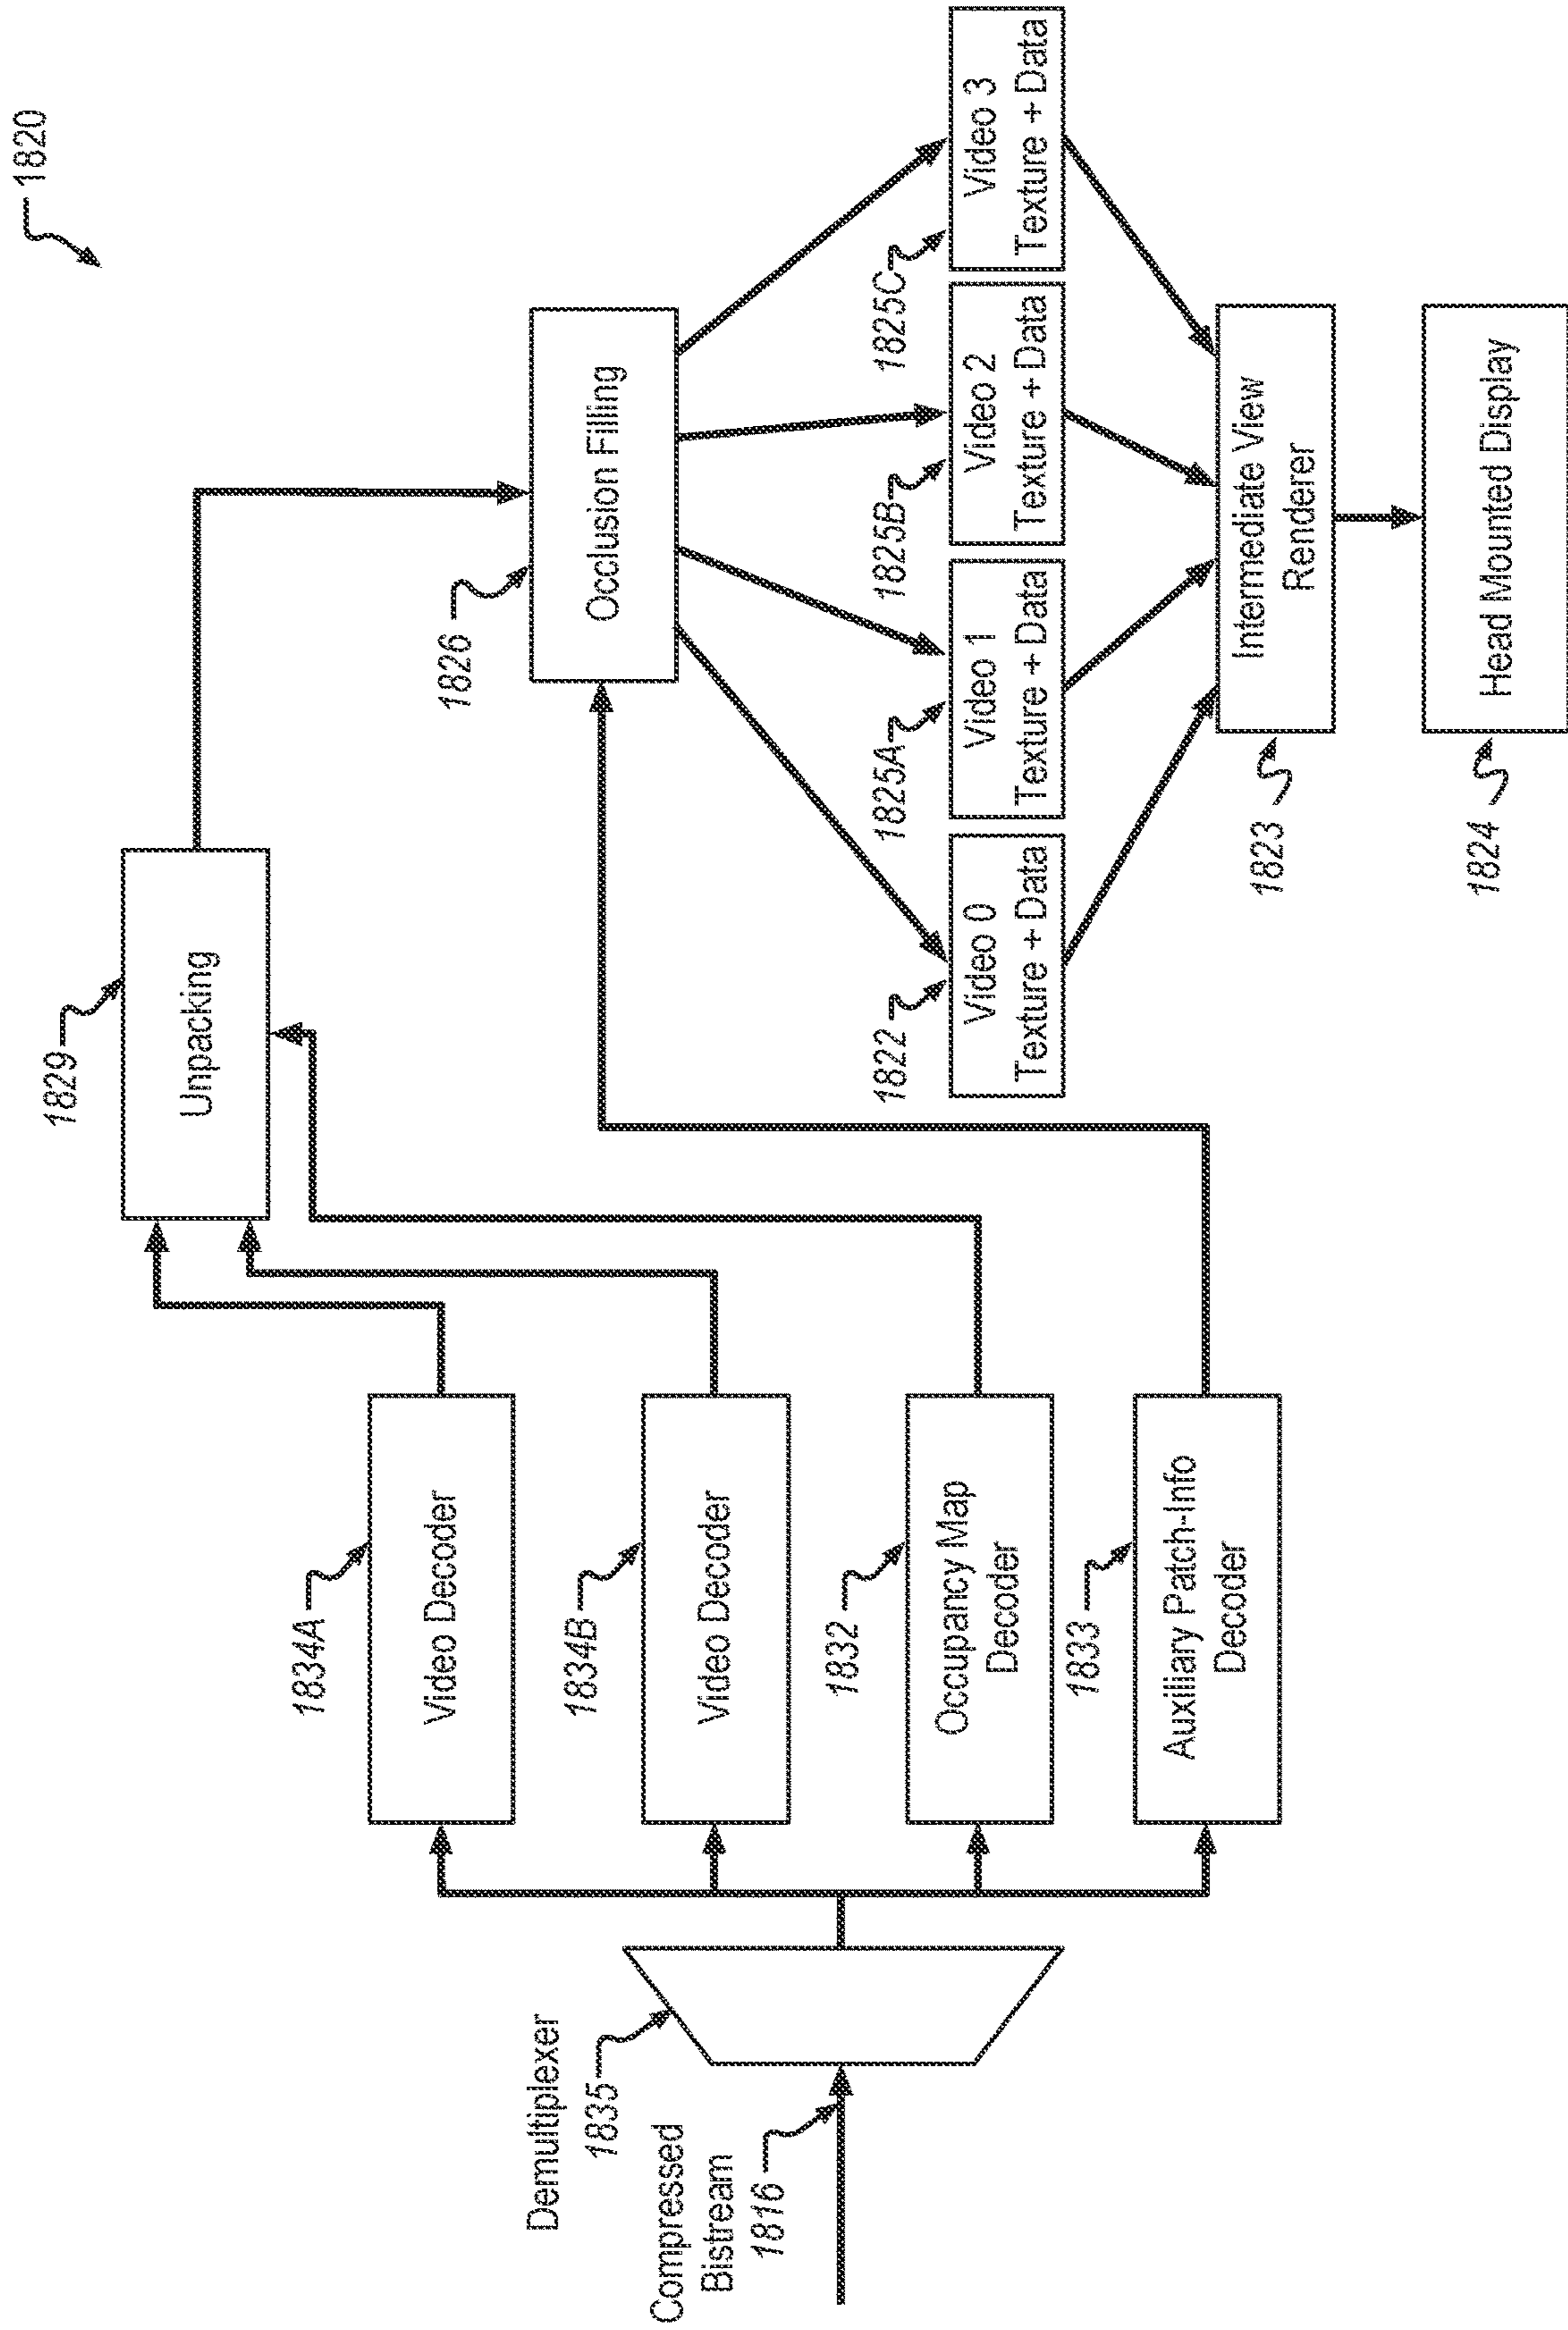 1820
Demultiplexer
1835
Compressed
Bistream
1816
1834A
Video Decoder
1834B
Video Decoder
1832
Occupancy Map
Decoder
1833
Auxiliary Patch-Info
Decoder
1829
Unpacking
1826
Occlusion Filling
1822
Video 0
Texture + Data
1825A
Video 1
Texture + Data
1825B
Video 2
Texture + Data
1825C
Video 3
Texture + Data
1823
Intermediate View
Renderer
1824
Head Mounted Display